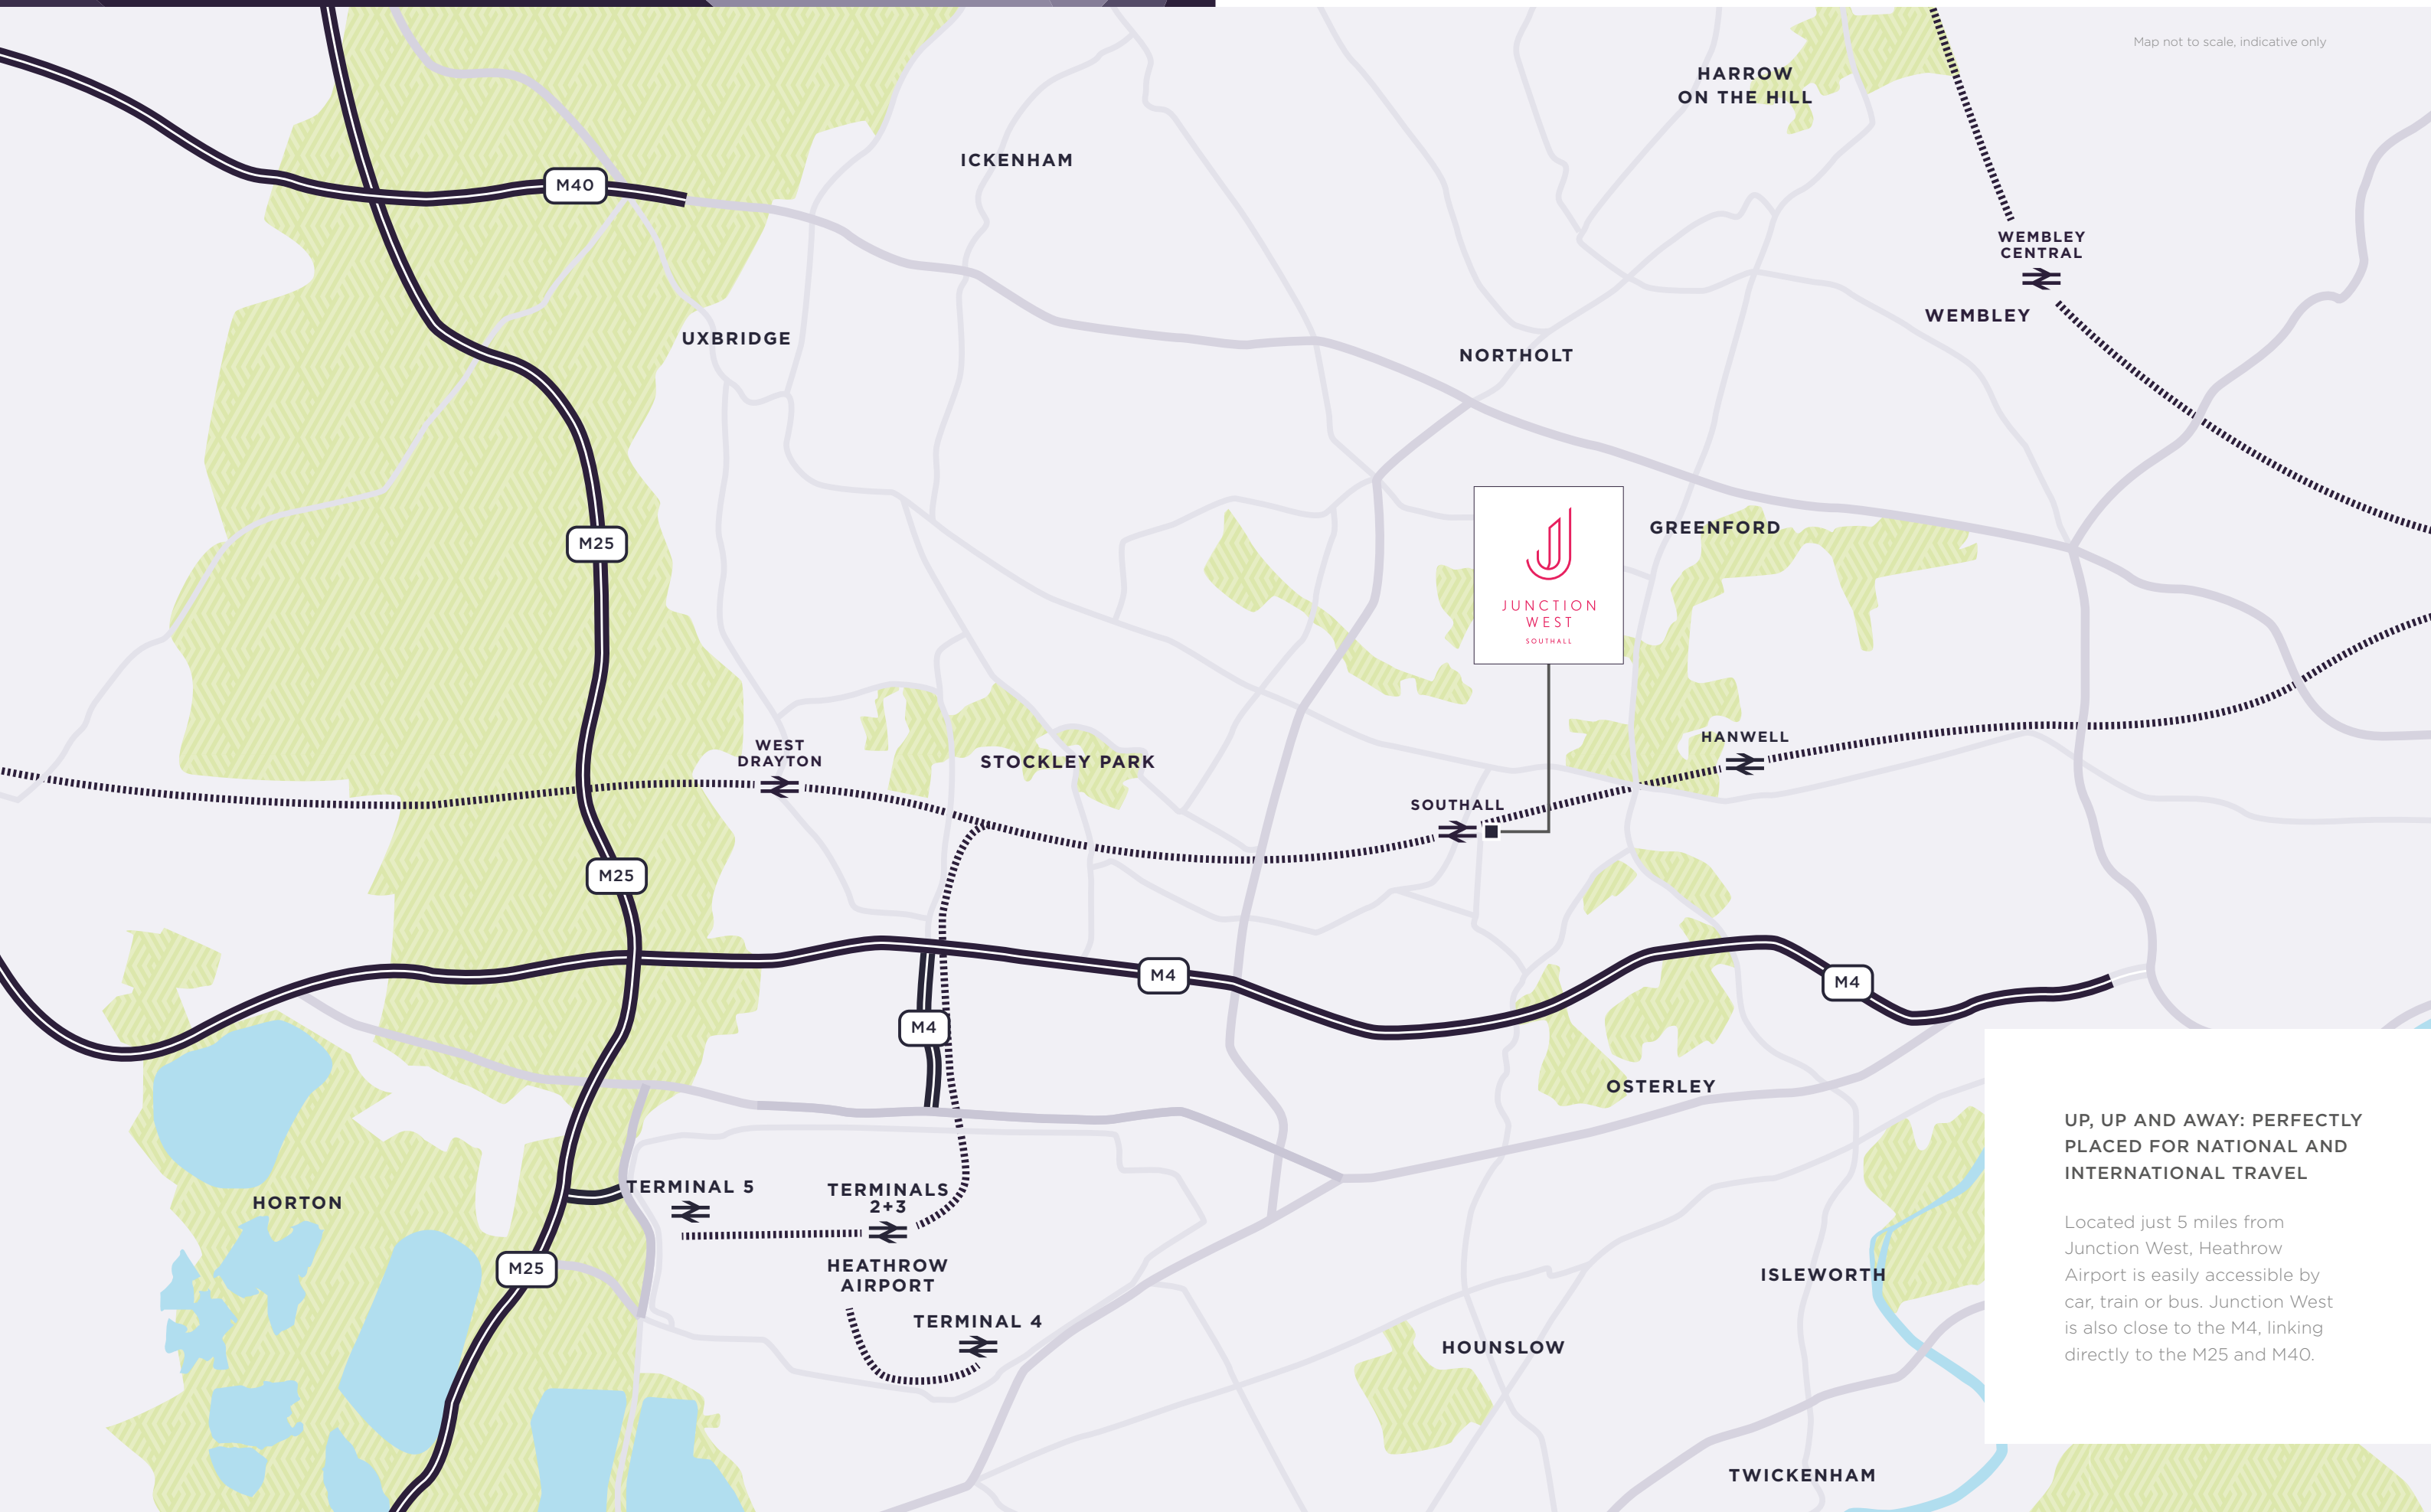 Map not to scale, indicative only
HARROW
ON THE HILL
ICKENHAM
M40
WEMBLEY
CENTRAL
WEMBLEY
UXBRIDGE
NORTHOLT
M25
GREENFORD
JUNCTION
WEST
SOUTHALL
HANWELL
WEST
DRAYTON
STOCKLEY PARK
SOUTHALL
M25
M4
M4
M4
OSTERLEY
UP, UP AND AWAY: PERFECTLY
PLACED FOR NATIONAL AND
INTERNATIONAL TRAVEL
Located just 5 miles from
Junction West, Heathrow
Airport is easily accessible by
car, train or bus. Junction West
is also close to the M4, linking
directly to the M25 and M40.
HORTON
TERMINAL 5
TERMINALS
2+3
HEATHROW
AIRPORT
M25
ISLEWORTH
TERMINAL 4
HOUNSLOW
TWICKENHAM